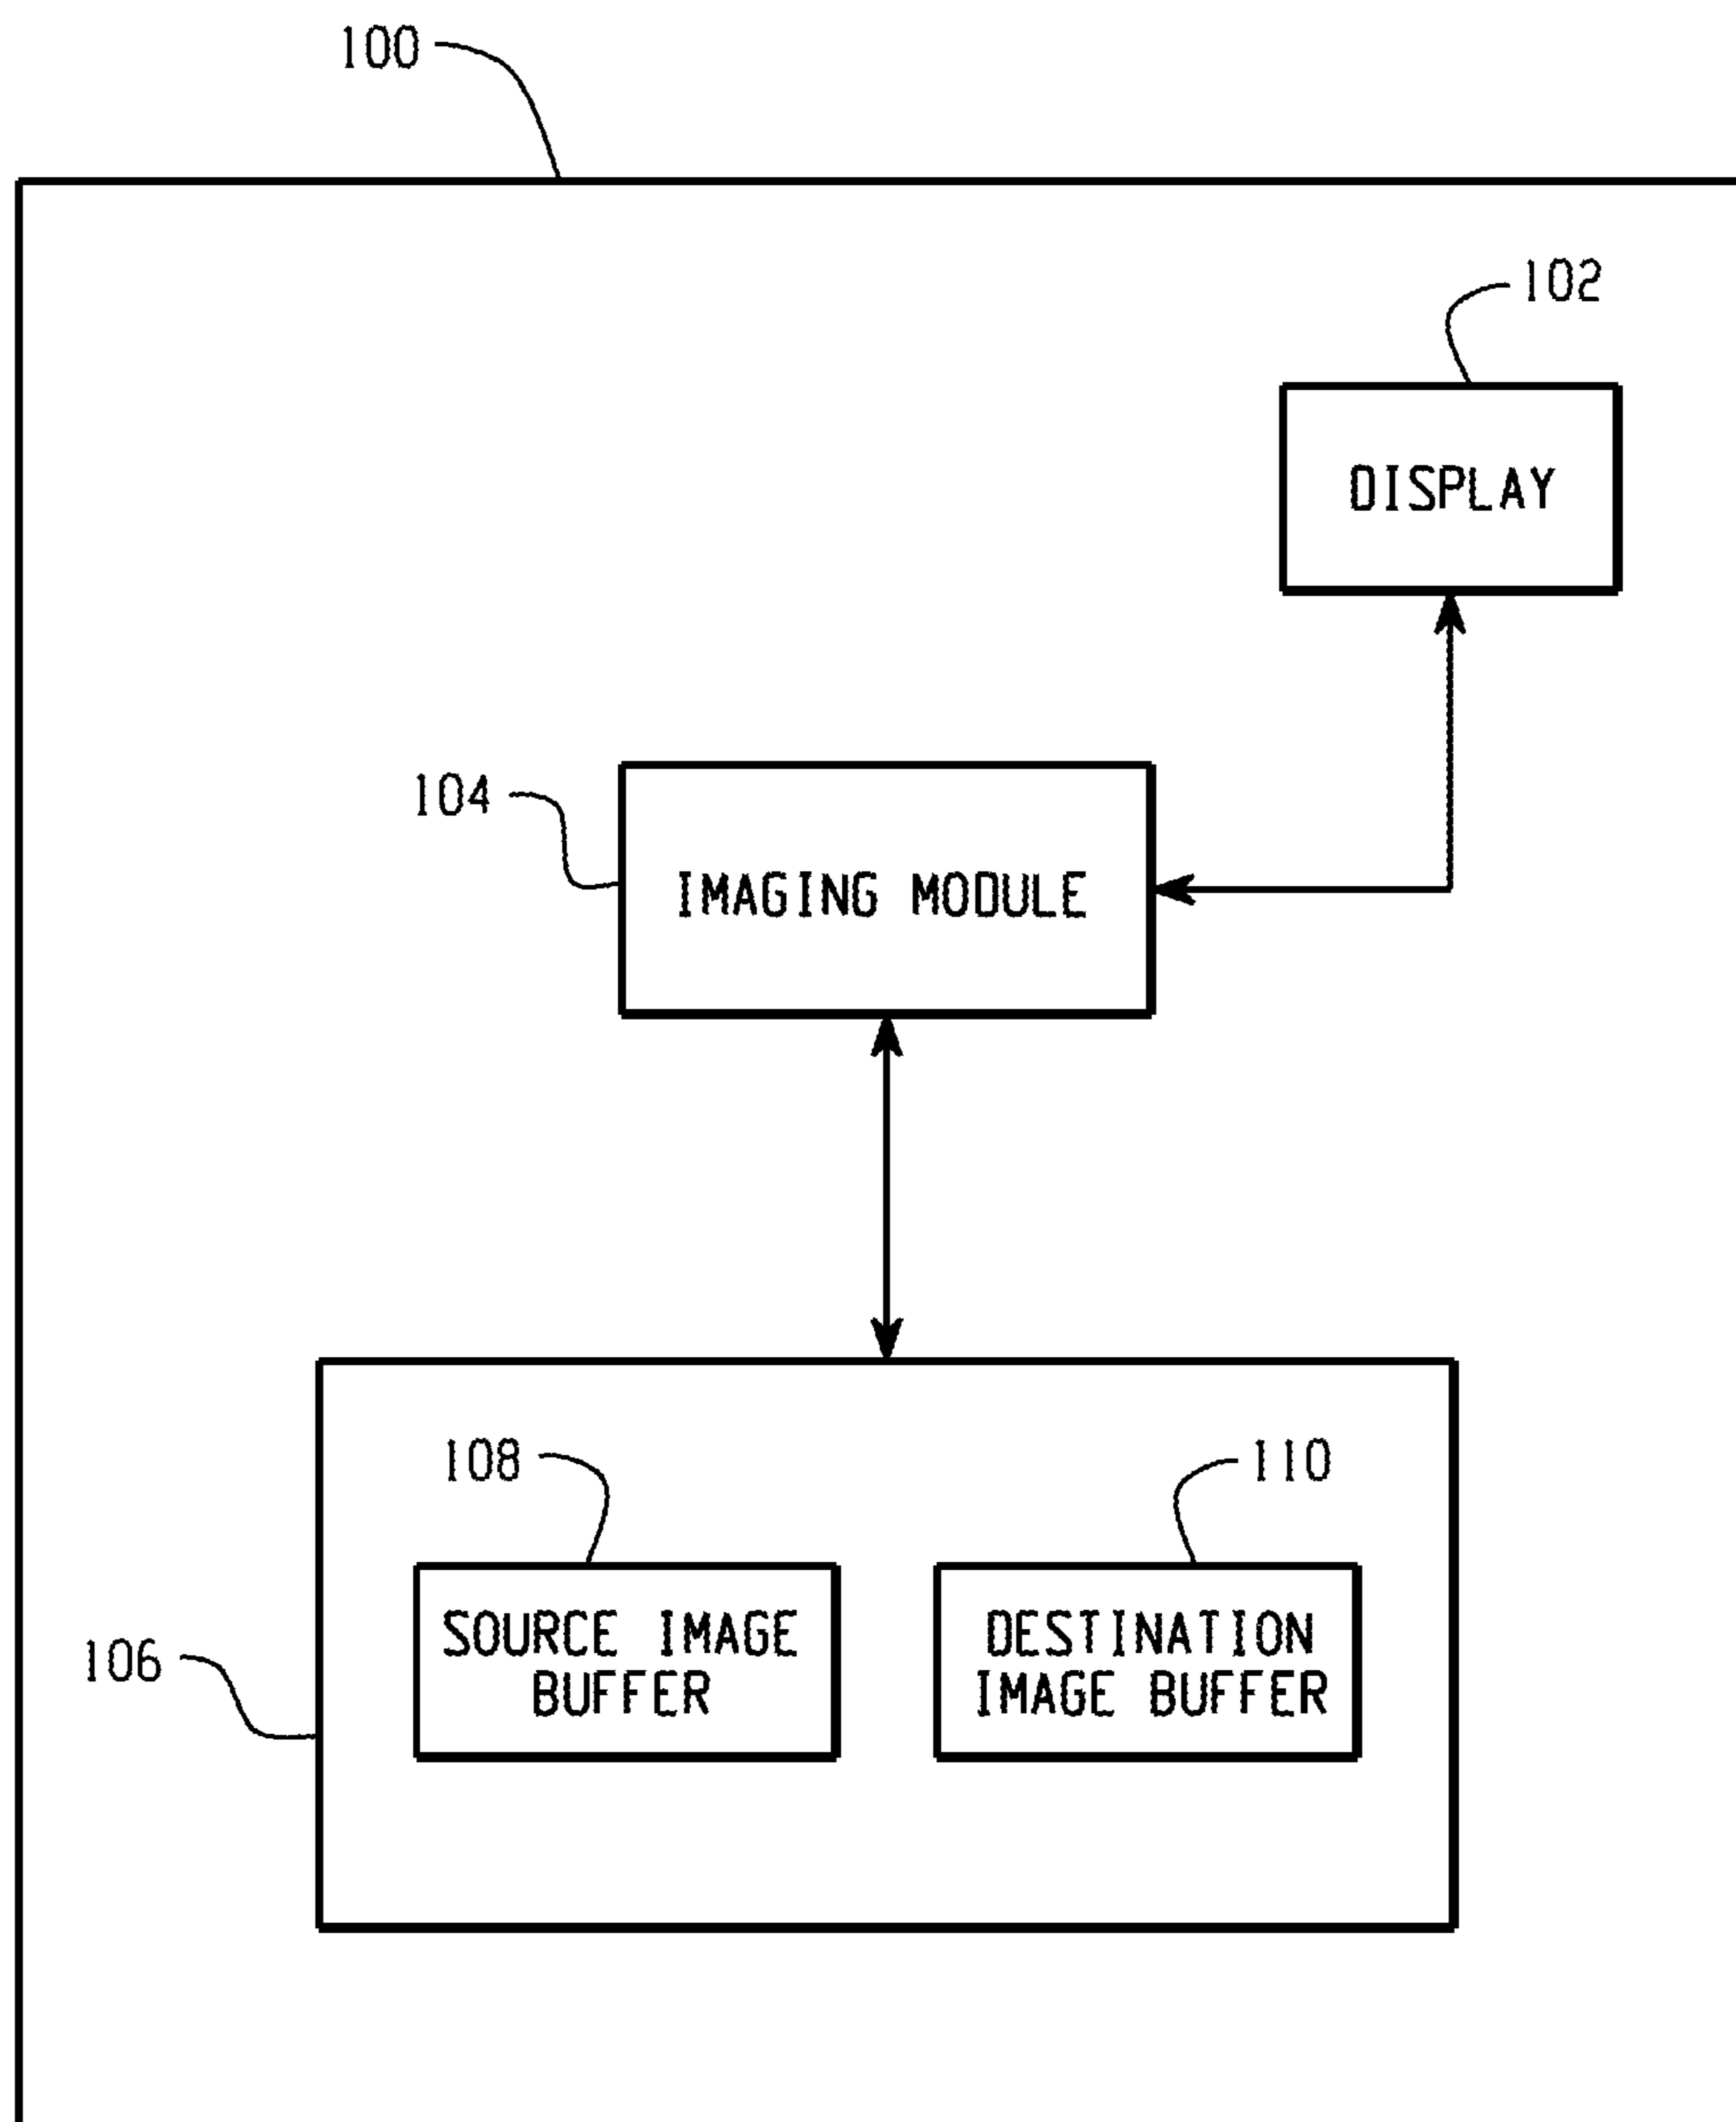 100
102
DISPLAY
104
IMAGING MODULE
108
110
SOURCE IMAGE
BUFFER
DESTINATION
IMAGE BUFFER
106